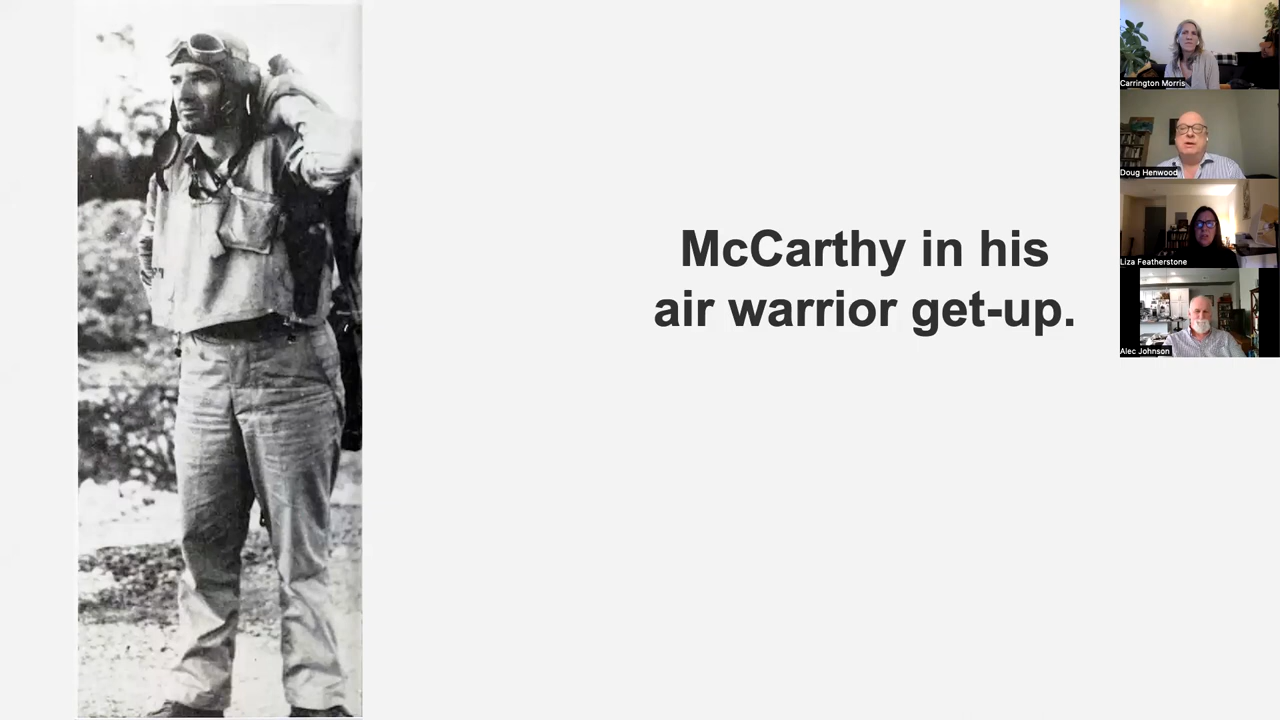 McCarthy in his
air warrior get-up.
Carrington Morris
Doug Henwood
Liza Featherstone
Alec Johnson